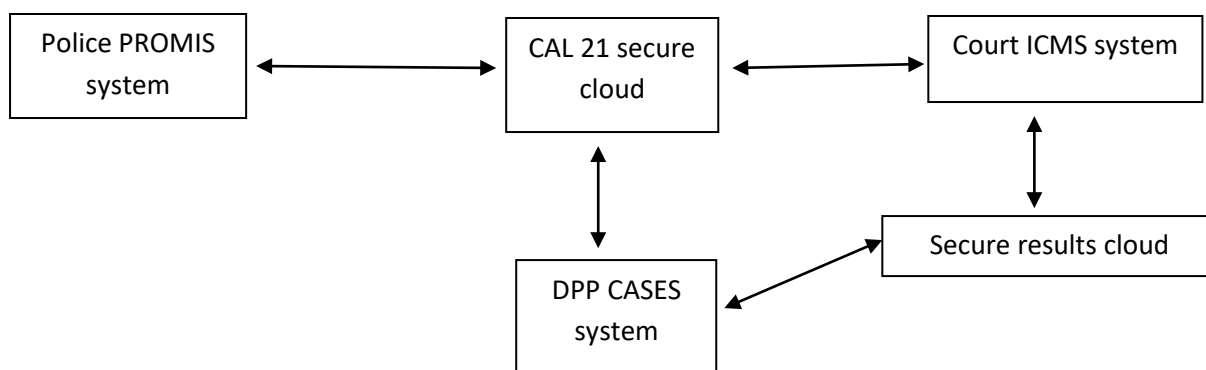 Police PROMIS
system
CAL 21 secure
cloud
Court ICMS system
Secure results cloud
DPP CASES
system